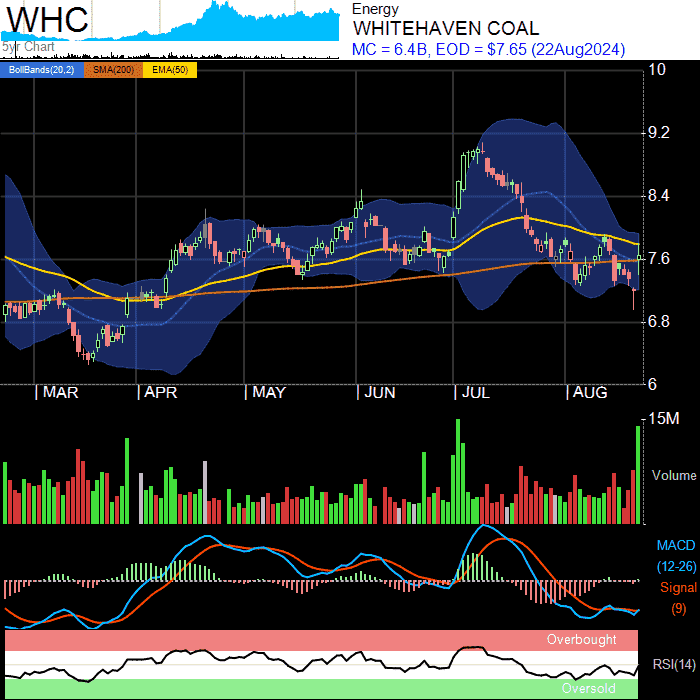 WHC
5yr Chart
Energy
WHITEHAVEN COAL
MC = 6.4B, EOD = $7.65 (22Aug2024)
BollBands(20,2) SMA(200) EMA(50)
10
9.2
8.4
7.6
6.8
6
MAR APR MAY JUN JUL AUG
15M
Volume
MACD
(12-26)
Signal
(9)
Overbought
RSI(14)
Oversold